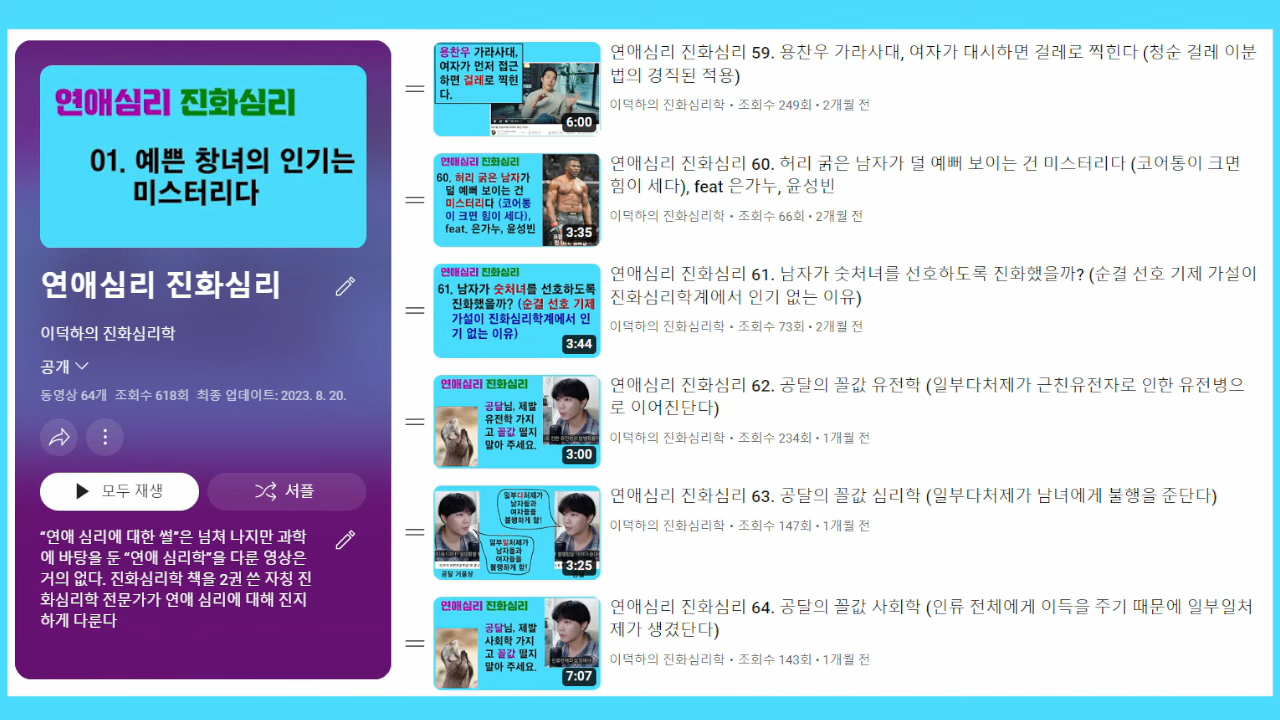 연애심리 진화심리
01. 예쁜 창녀의 인기는
미스터리다
연애심리 진화심리
이덕하의 진화심리학
공개
동영상 64개 조회수 618회 최종 업데이트: 2023. 8. 20.
모두 재생
셔플
“연애 심리에 대한 썰”은 넘쳐 나지만 과학
에 바탕을 둔 “연애 심리학”을 다룬 영상은
거의 없다. 진화심리학 책을 2권 쓴 자칭 진
화심리학 전문가가 연애 심리에 대해 진지
하게 다룬다
용찬우 가라사대,
여자가 먼저 접근
하면 걸레로 찍힌
다.
6:00
연애심리 진화심리 59. 용찬우 가라사대, 여자가 대시하면 걸레로 찍힌다 (청순 걸레 이분
법의 경직된 적용)
이덕하의 진화심리학 • 조회수 249회 • 2개월 전
연애심리 진화심리
60. 허리 굵은 남자가
덜 예뻐 보이는 건
미스터리다 (코어통
이 크면 힘이 세다),
feat. 은가누, 윤성빈
3:35
연애심리 진화심리 60. 허리 굵은 남자가 덜 예뻐 보이는 건 미스터리다 (코어통이 크면
힘이 세다), feat 은가누, 윤성빈
이덕하의 진화심리학 • 조회수 66회 • 2개월 전
연애심리 진화심리
61. 남자가 숫처녀를 선호하도록
진화했을까? (순결 선호 기제
가설이 진화심리학계에서 인
기 없는 이유)
3:44
연애심리 진화심리 61. 남자가 숫처녀를 선호하도록 진화했을까? (순결 선호 기제 가설이
진화심리학계에서 인기 없는 이유)
이덕하의 진화심리학 • 조회수 73회 • 2개월 전
연애심리 진화심리
공달님, 제발
유전학 가지
고 꼴값 떨지
말아 주세요.
3:00
연애심리 진화심리 62. 공달의 꼴값 유전학 (일부다처제가 근친유전자로 인한 유전병으
로 이어진단다)
이덕하의 진화심리학 • 조회수 234회 • 1개월 전
일부다처제가
남자들과
여자들을
불행하게 함!
일부일처제가
남자들과
여자들을
불행하게 함!
공달 거울상
3:25
연애심리 진화심리 63. 공달의 꼴값 심리학 (일부다처제가 남녀에게 불행을 준단다)
이덕하의 진화심리학 • 조회수 147회 • 1개월 전
연애심리 진화심리
공달님, 제발
사회학 가지
고 꼴값 떨지
말아 주세요.
7:07
연애심리 진화심리 64. 공달의 꼴값 사회학 (인류 전체에게 이득을 주기 때문에 일부일처
제가 생겼단다)
이덕하의 진화심리학 • 조회수 143회 • 1개월 전